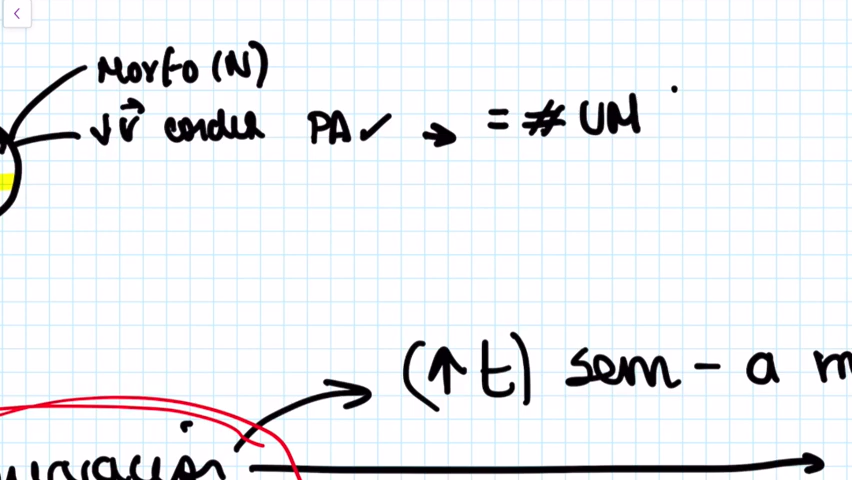 Morfo (N)
↓ V⃗ conduc PA ✓ → = # UM
(↑ t) sem - a m